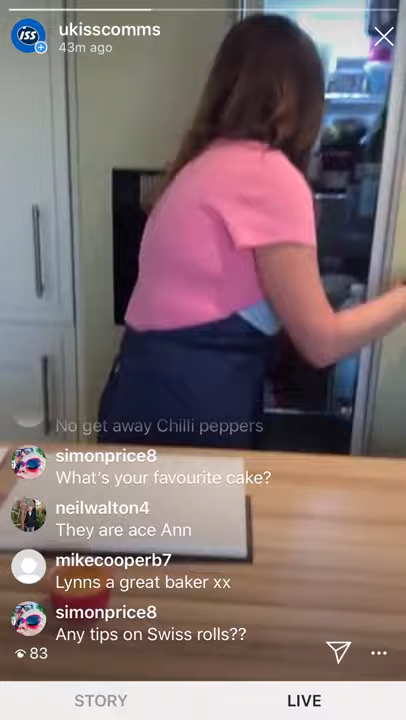 ISS
ukisscomms
43m ago
No get away Chilli peppers
simonprice8
What's your favourite cake?
neilwalton4
They are ace Ann
mikecooperb7
Lynns a great baker xx
simonprice8
Any tips on Swiss rolls??
83
STORY
LIVE